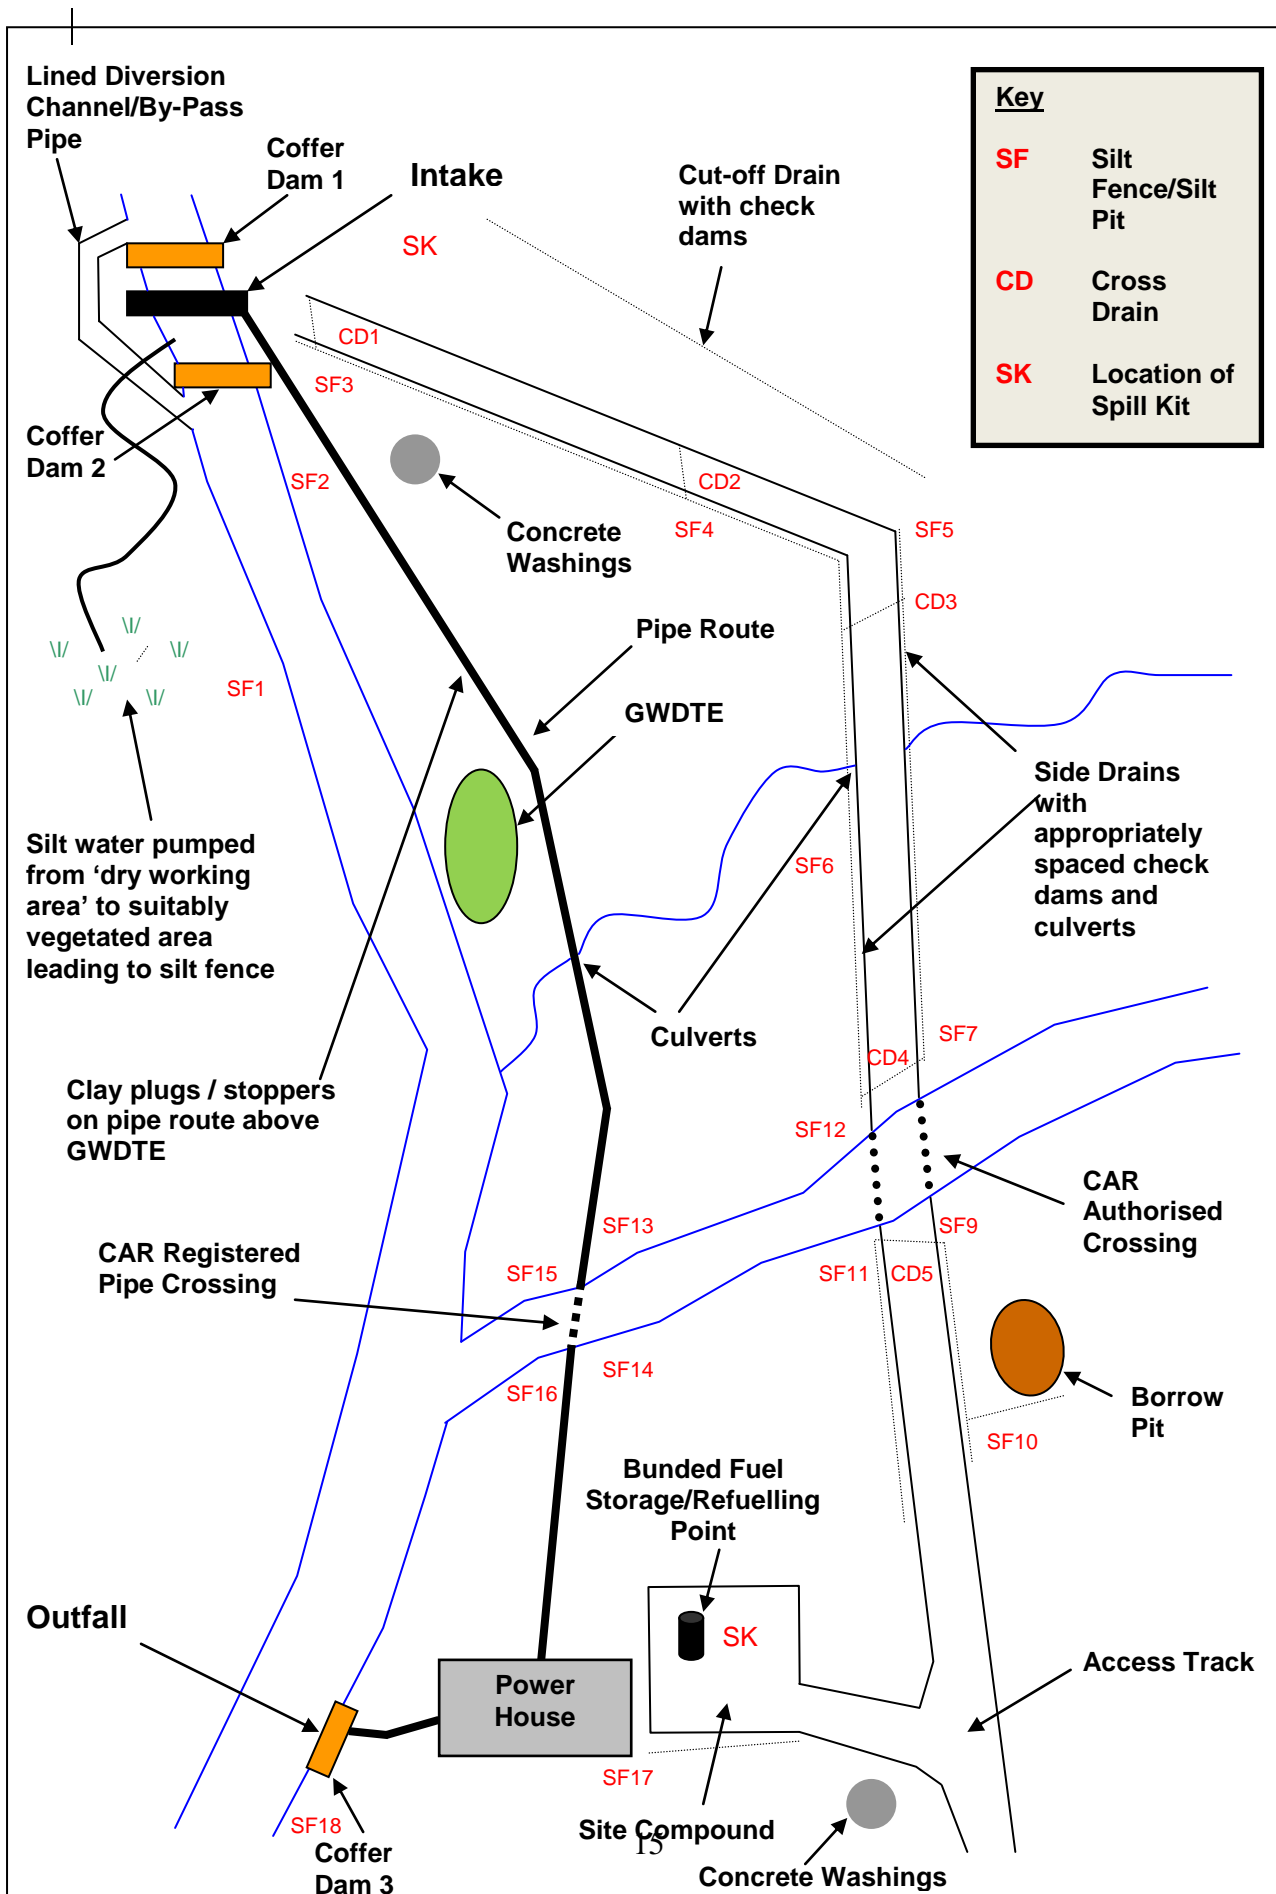 Lined Diversion
Channel/By-Pass
Pipe
Coffer
Dam 1
Intake
SK
Cut-off Drain
with check
dams
Key
SF Silt
Fence/Silt
Pit
CD Cross
Drain
SK Location of
Spill Kit
CD1
SF3
Coffer
Dam 2
SF2
CD2
SF4
SF5
Concrete
Washings
CD3
Pipe Route
SF1
GWDTE
Side Drains
with
appropriately
spaced check
dams and
culverts
Silt water pumped
from ‘dry working
area’ to suitably
vegetated area
leading to silt fence
SF6
Culverts
SF7
CD4
Clay plugs / stoppers
on pipe route above
GWDTE
SF12
CAR
Authorised
Crossing
SF13
SF9
CAR Registered
Pipe Crossing
SF15
SF11
CD5
SF14
SF16
Borrow
Pit
SF10
Bunded Fuel
Storage/Refuelling
Point
Outfall
SK
Access Track
Power
House
SF17
SF18
Site Compound
15
Coffer
Dam 3
Concrete Washings